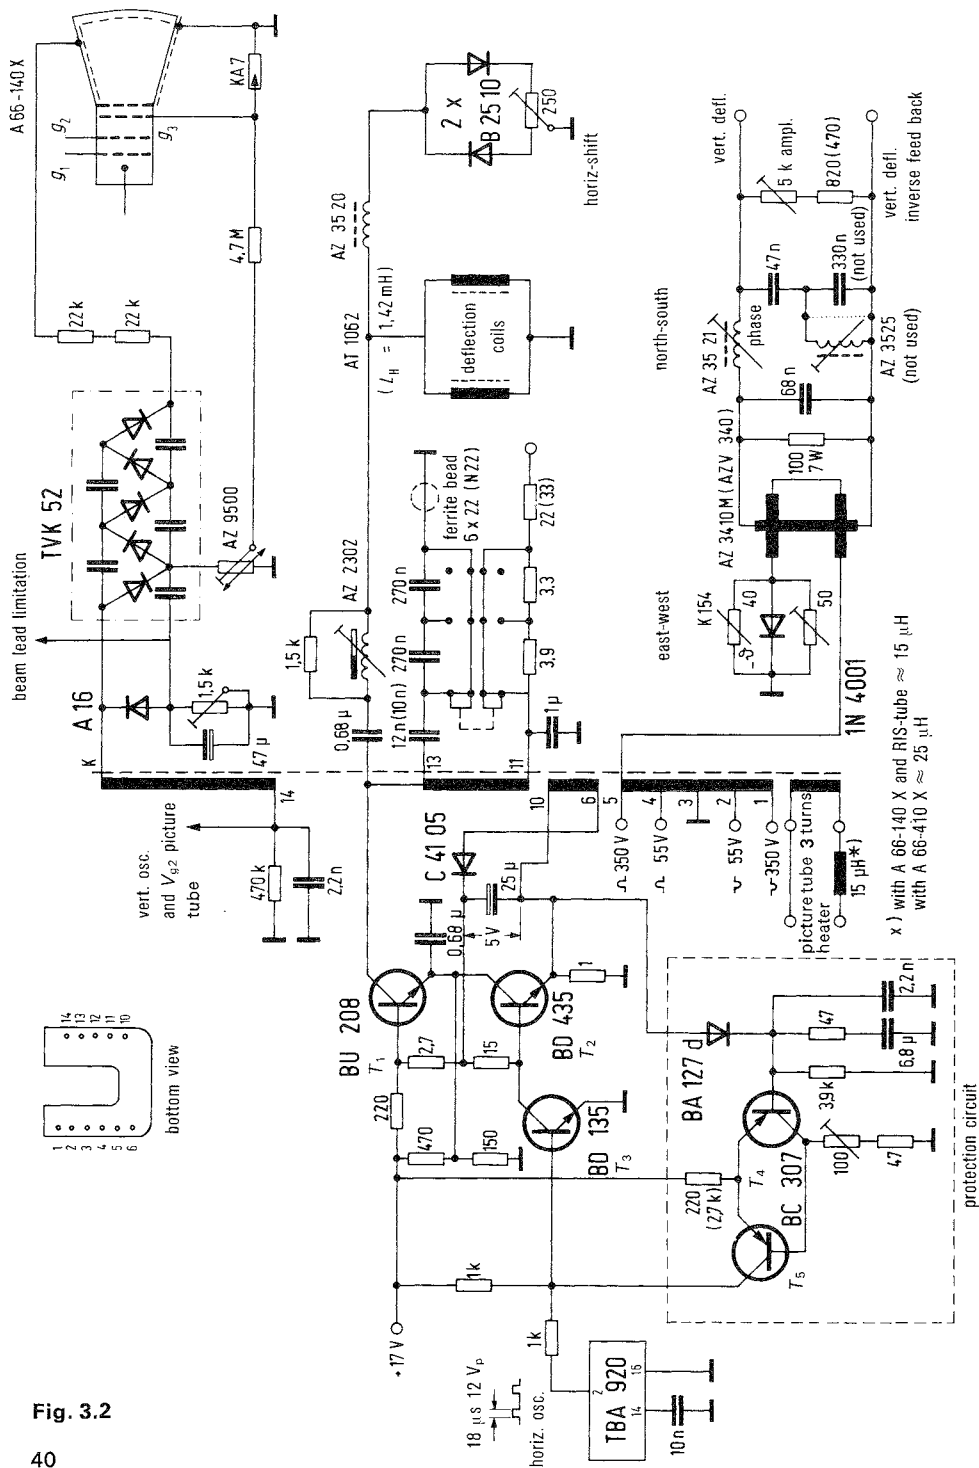 A 66-140 X
g1
g2
g3
KA7
22 k
22 k
4,7M
TVK 52
AZ 9500
beam lead limitation
A 16
1,5 k
47 µ
K
14
vert. osc.
and Vg2 picture
tube
470 k
2,2 n
14
13
12
11
10
1
2
3
4
5
6
bottom view
2 x
B 2510
250
horiz-shift
AZ 35 20
AT 1062
(LH = 1,42 mH)
deflection
coils
AZ 2302
1,5 k
0,68 µ
12 n (10n)
270 n
270 n
ferrite bead
6 x 22 (N22)
3.9
3.3
22 (33)
1 µ
13
11
10
6
5
4
3
2
1
350 V
55V
55V
350 V
picture tube 3 turns
heater
15 µH*)
C 41 05
25 µ
5 V
0,68 µ
BU 208
T1
2,7
15
BD 435
T2
1
220
470
150
BD 135
T3
+17 V
1k
1k
18 µs 12 Vp
horiz. osc.
TBA 920
2
14
16
10 n
north-south
AZ 35 21
phase
68 n
47 n
330 n
(not used)
AZ 3525
(not used)
vert. defl.
5 k ampl.
820 (470)
vert. defl.
inverse feed back
AZ 3410M (AZV 340)
100
7 W
east-west
K 154
-ϑ
40
50
1N 4001
x ) with A 66-140 X and RIS-tube ≈ 15 µH
with A 66-410 X ≈ 25 µH
BA 127 d
47
2,2 n
6,8 µ
3,9 k
100
47
220
(2,7 k)
T4
BC 307
T5
protection circuit
Fig. 3.2
40